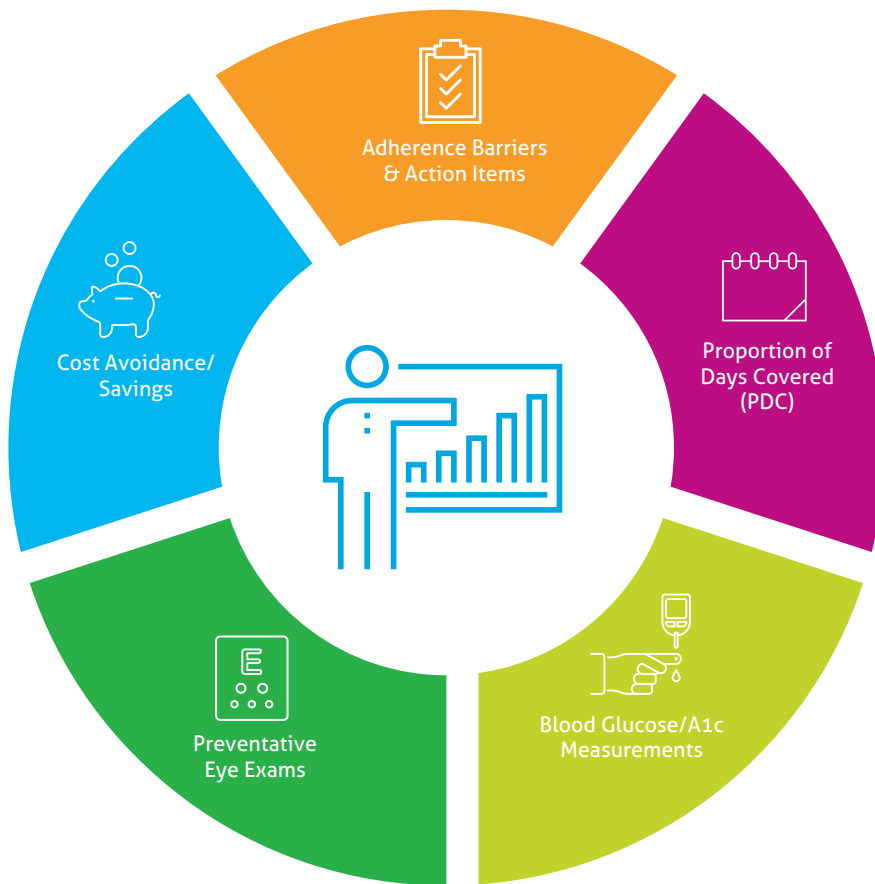 Adherence Barriers
& Action Items
Cost Avoidance/
Savings
Proportion of
Days Covered
(PDC)
E
Preventative
Eye Exams
Blood Glucose/A1c
Measurements